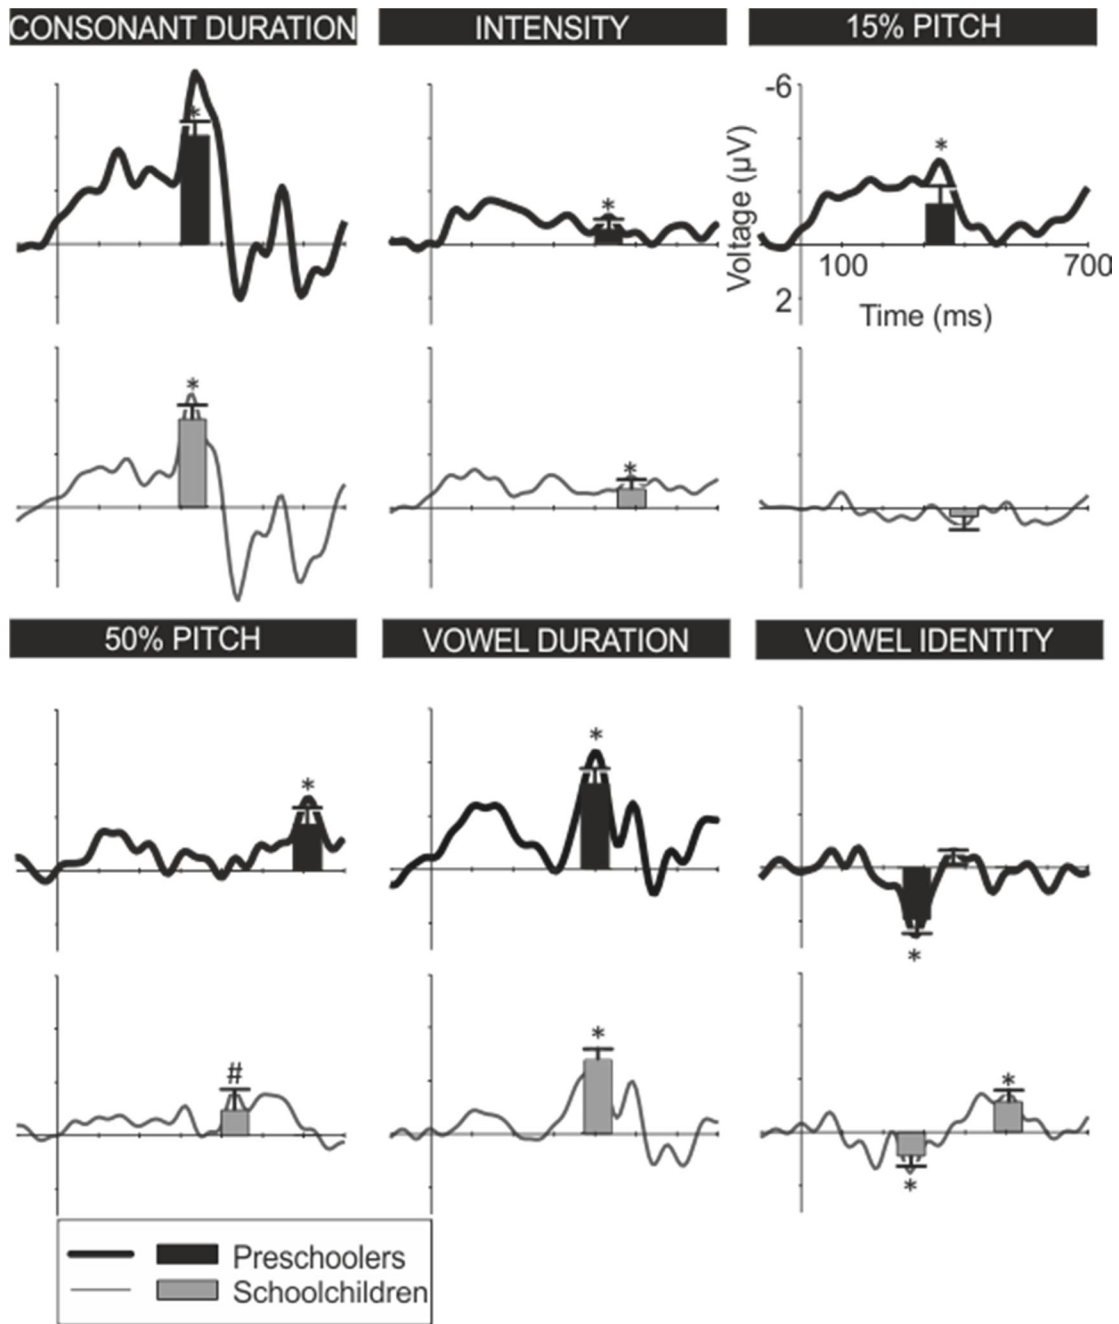 CONSONANT DURATION
INTENSITY
15% PITCH
*
*
-6
*
Voltage (µV)
100
700
2
Time (ms)
*
*
50% PITCH
VOWEL DURATION
VOWEL IDENTITY
*
*
*
#
*
*
*
Preschoolers
Schoolchildren